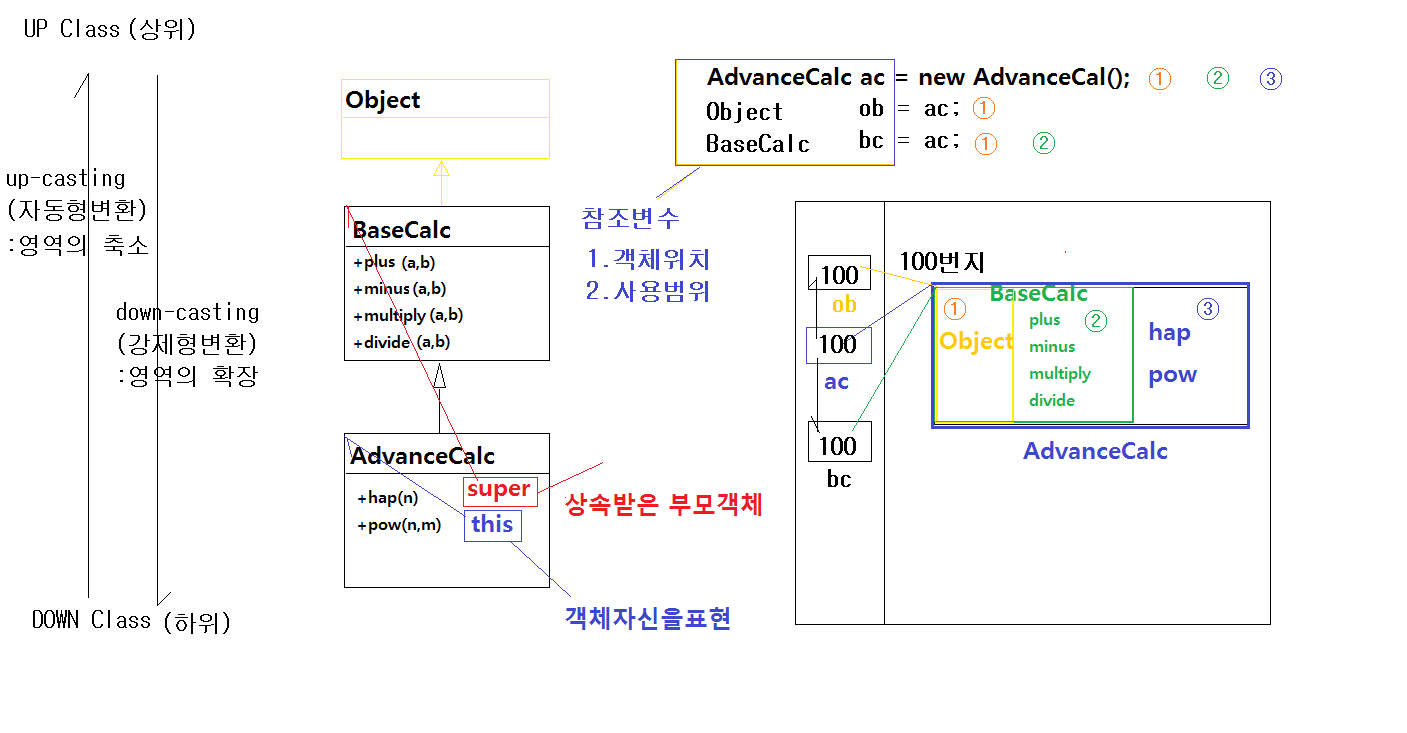 UP Class (상위)
up-casting
(자동형변환)
:영역의 축소
down-casting
(강제형변환)
:영역의 확장
DOWN Class (하위)
Object
BaseCalc
+plus (a,b)
+minus (a,b)
+multiply (a,b)
+divide (a,b)
AdvanceCalc
+hap(n)
+pow(n,m)
super
this
상속받은 부모객체
객체자신을표현
AdvanceCalc ac = new AdvanceCal(); ① ② ③
Object ob = ac; ①
BaseCalc bc = ac; ① ②
참조변수
1.객체위치
2.사용범위
100
ob
100
ac
100
bc
100번지
①
Object
BaseCalc
②
plus
minus
multiply
divide
③
hap
pow
AdvanceCalc